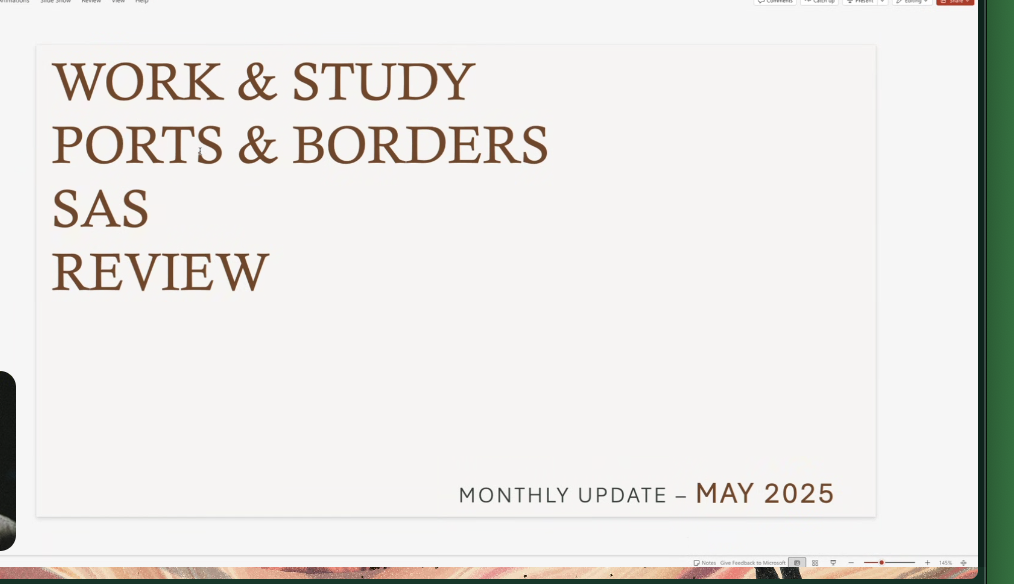 Animations Slide Show Review View Help
Comments Catch up Present Editing Share
WORK & STUDY
PORTS & BORDERS
SAS
REVIEW
MONTHLY UPDATE – MAY 2025
Notes Give Feedback to Microsoft 145%